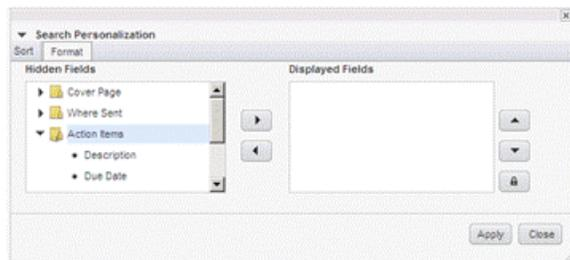 Search Personalization
Sort Format
Hidden Fields Displayed Fields
Cover Page
Where Sent
Action Items
Description
Due Date
Apply Close